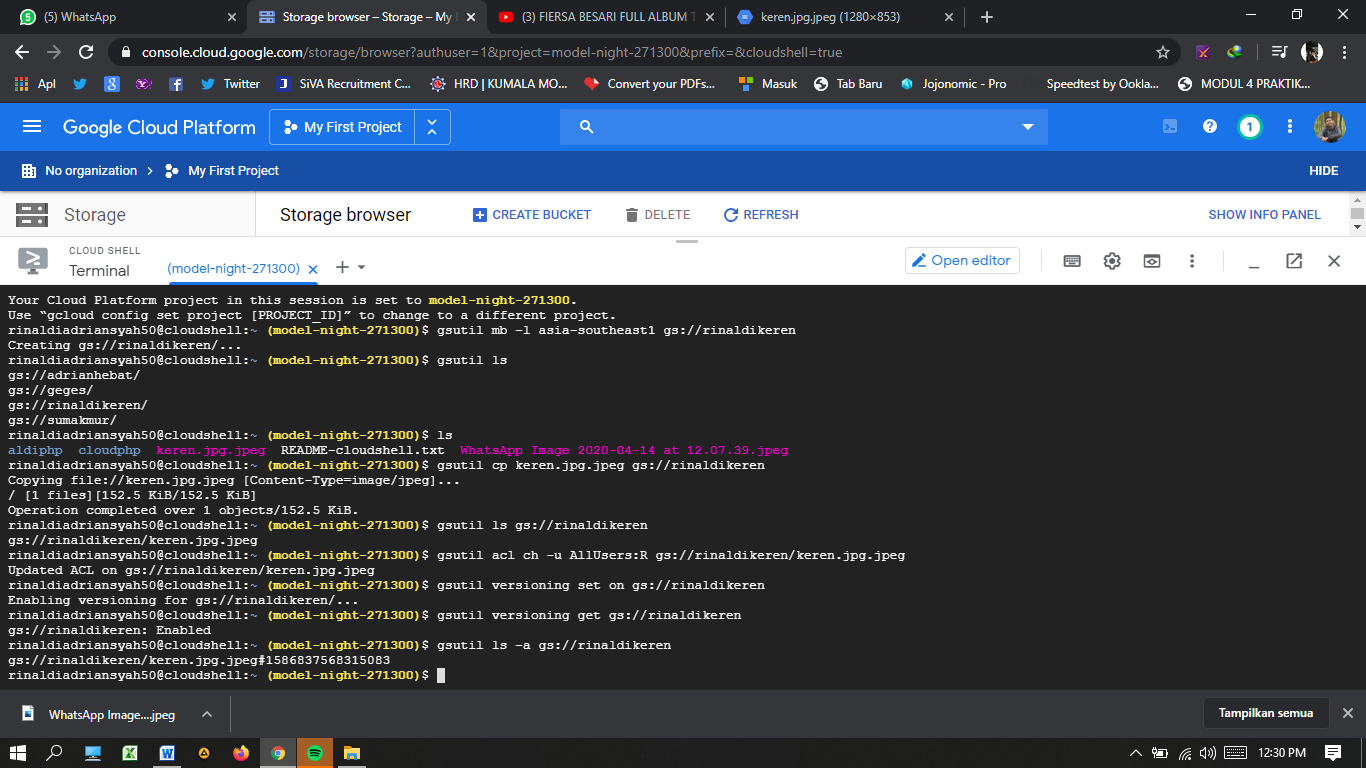 (5) WhatsApp
Storage browser – Storage – My
(3) FIERSA BESARI FULL ALBUM T
keren.jpg.jpeg (1280×853)
console.cloud.google.com/storage/browser?authuser=1&project=model-night-271300&prefix=&cloudshell=true
Apl
Twitter
SiVA Recruitment C...
HRD | KUMALA MO...
Convert your PDFs...
Masuk
Tab Baru
Jojonomic - Pro
Speedtest by Ookla...
MODUL 4 PRAKTIK...
Google Cloud Platform
My First Project
1
No organization
My First Project
HIDE
Storage
Storage browser
CREATE BUCKET
DELETE
REFRESH
SHOW INFO PANEL
CLOUD SHELL
Terminal
(model-night-271300)
Open editor
Your Cloud Platform project in this session is set to model-night-271300.
Use “gcloud config set project [PROJECT_ID]” to change to a different project.
rinaldiadriansyah50@cloudshell:~ (model-night-271300)$ gsutil mb -l asia-southeast1 gs://rinaldikeren
Creating gs://rinaldikeren/...
rinaldiadriansyah50@cloudshell:~ (model-night-271300)$ gsutil ls
gs://adrianhebat/
gs://geges/
gs://rinaldikeren/
gs://sumakmur/
rinaldiadriansyah50@cloudshell:~ (model-night-271300)$ ls
aldiphp cloudphp keren.jpg.jpeg README-cloudshell.txt WhatsApp Image 2020-04-14 at 12.07.39.jpeg
rinaldiadriansyah50@cloudshell:~ (model-night-271300)$ gsutil cp keren.jpg.jpeg gs://rinaldikeren
Copying file://keren.jpg.jpeg [Content-Type=image/jpeg]...
/ [1 files][152.5 KiB/152.5 KiB]
Operation completed over 1 objects/152.5 KiB.
rinaldiadriansyah50@cloudshell:~ (model-night-271300)$ gsutil ls gs://rinaldikeren
gs://rinaldikeren/keren.jpg.jpeg
rinaldiadriansyah50@cloudshell:~ (model-night-271300)$ gsutil acl ch -u AllUsers:R gs://rinaldikeren/keren.jpg.jpeg
Updated ACL on gs://rinaldikeren/keren.jpg.jpeg
rinaldiadriansyah50@cloudshell:~ (model-night-271300)$ gsutil versioning set on gs://rinaldikeren
Enabling versioning for gs://rinaldikeren/...
rinaldiadriansyah50@cloudshell:~ (model-night-271300)$ gsutil versioning get gs://rinaldikeren
gs://rinaldikeren: Enabled
rinaldiadriansyah50@cloudshell:~ (model-night-271300)$ gsutil ls -a gs://rinaldikeren
gs://rinaldikeren/keren.jpg.jpeg#1586837568315083
rinaldiadriansyah50@cloudshell:~ (model-night-271300)$
WhatsApp Image....jpeg
Tampilkan semua
12:30 PM